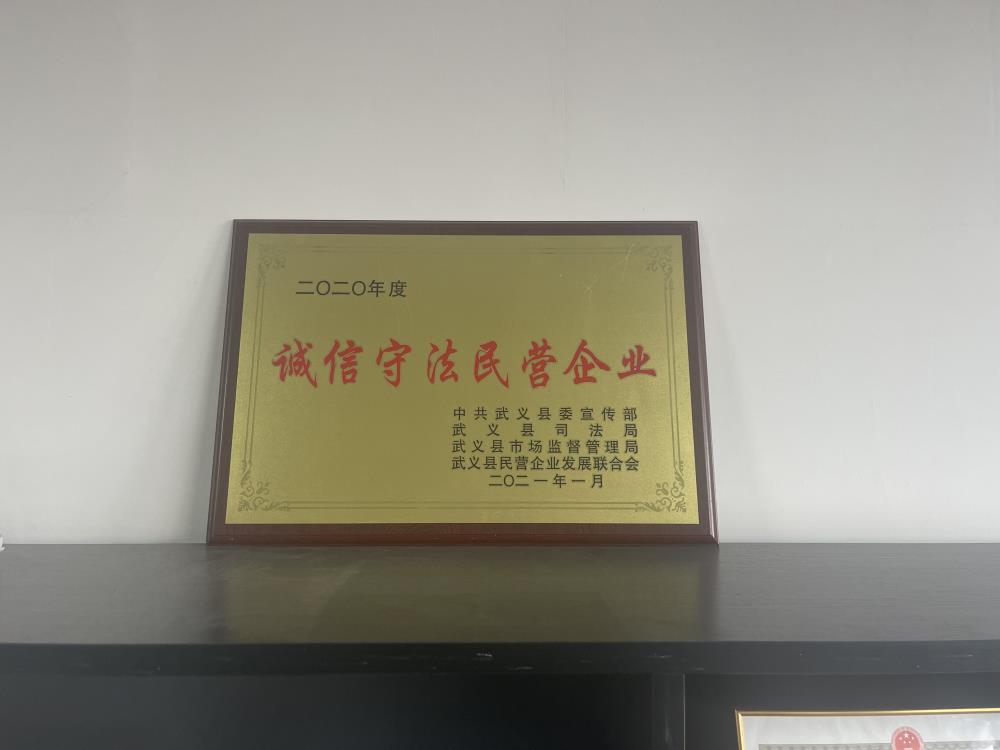 二〇二〇年度
诚信守法民营企业
中共武义县委宣传部
武义县司法局
武义县市场监督管理局
武义县民营企业发展联合会
二〇二一年一月